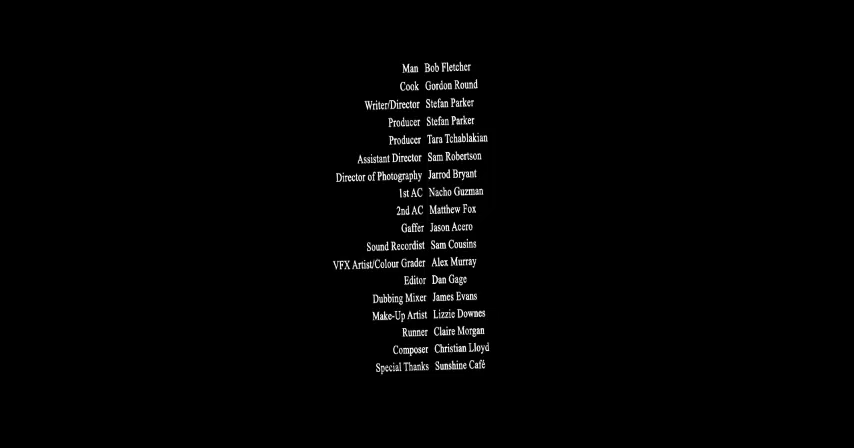 Man Bob Fletcher
Cook Gordon Round
Writer/Director Stefan Parker
Producer Stefan Parker
Producer Tara Tchablakian
Assistant Director Sam Robertson
Director of Photography Jarrod Bryant
1st AC Nacho Guzman
2nd AC Matthew Fox
Gaffer Jason Acero
Sound Recordist Sam Cousins
VFX Artist/Colour Grader Alex Murray
Editor Dan Gage
Dubbing Mixer James Evans
Make-Up Artist Lizzie Downes
Runner Claire Morgan
Composer Christian Lloyd
Special Thanks Sunshine Café